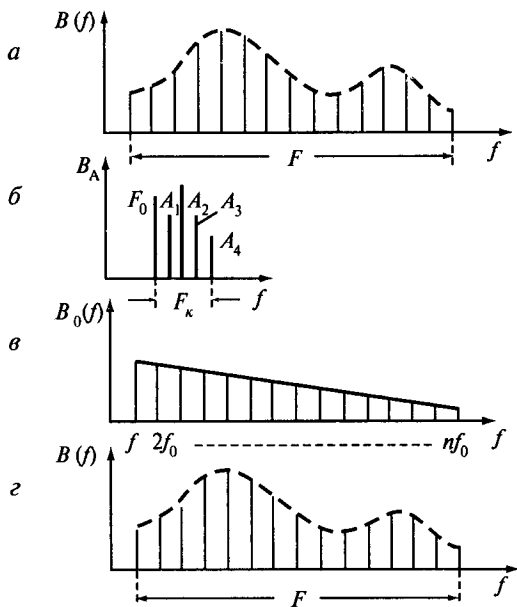 а
B (f)
F
f
б
B_A
F_0 A_1 A_2 A_3
A_4
F_к
f
в
B_0(f)
f 2f_0 nf_0 f
г
B (f)
F
f